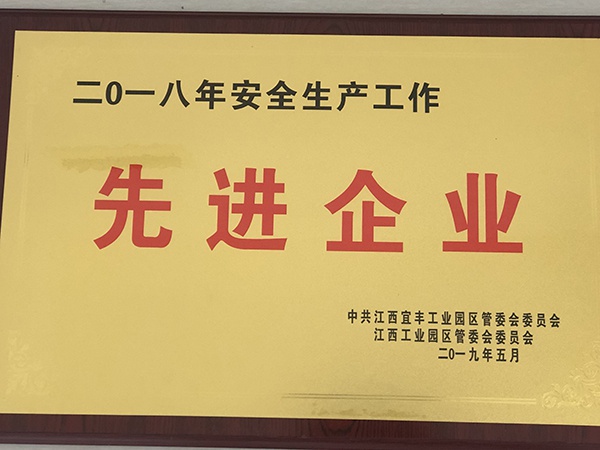 二0一八年安全生产工作
先进企业
中共江西宜丰工业园区管委会委员会
江西工业园区管委会委员会
二0一九年五月